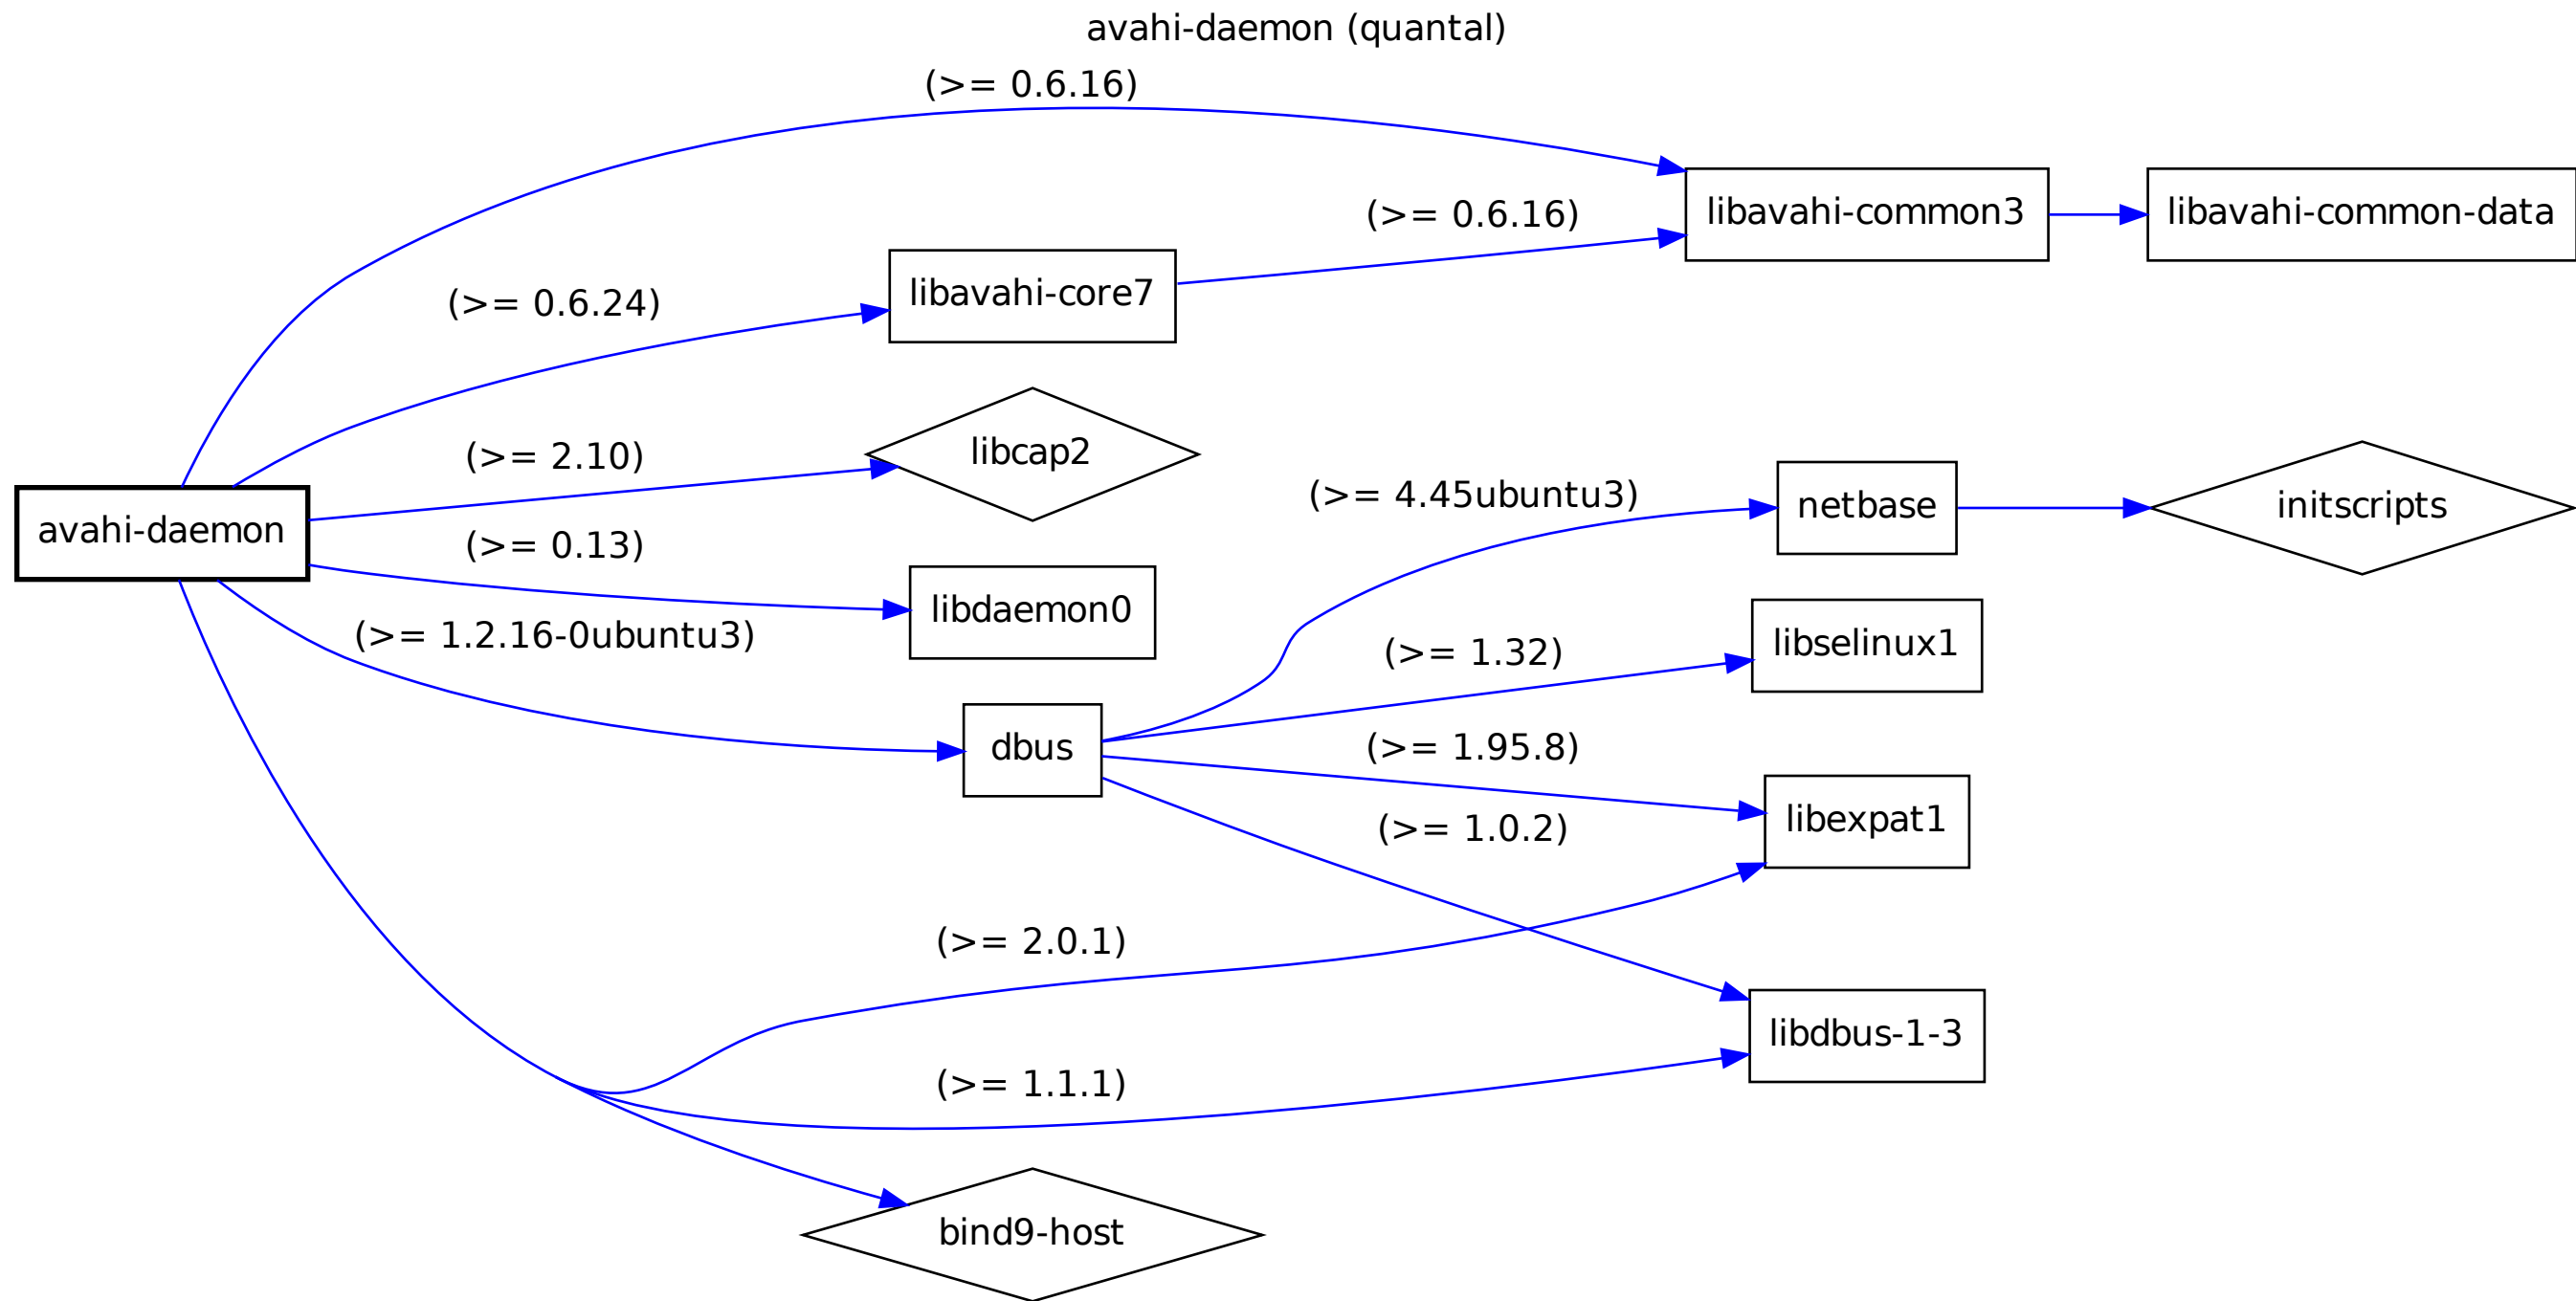 avahi-daemon (quantal)
(>= 0.6.16)
libavahi-common3
libavahi-common-data
(>= 0.6.16)
libavahi-core7
(>= 0.6.24)
libcap2
(>= 2.10)
avahi-daemon
(>= 0.13)
libdaemon0
(>= 1.2.16-0ubuntu3)
dbus
(>= 4.45ubuntu3)
netbase
initscripts
(>= 1.32)
libselinux1
(>= 1.95.8)
libexpat1
(>= 1.0.2)
(>= 2.0.1)
libdbus-1-3
(>= 1.1.1)
bind9-host